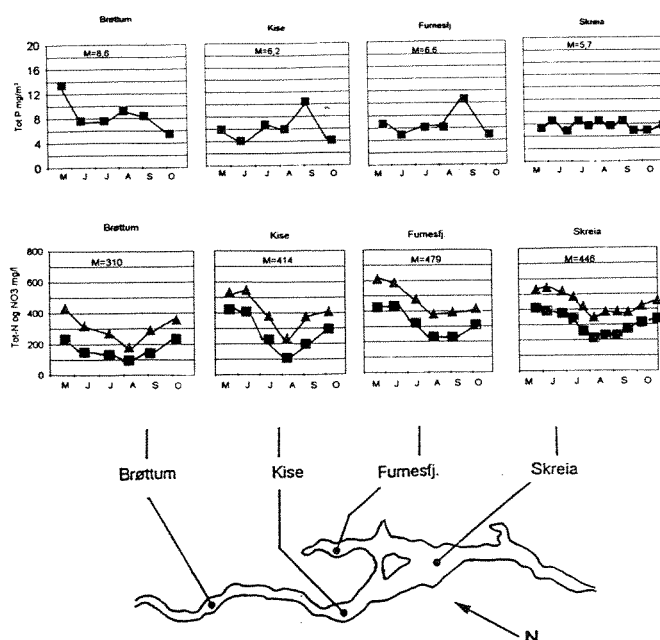 Brøttum
Kise
Furnesfj.
Skreia
Tot P mg/m³
20
16
12
8
4
0
M=8,6
M=6,2
M=6,6
M=5,7
M J J A S O
M J J A S O
M J J A S O
M J J A S O
Brøttum
Kise
Furnesfj.
Skreia
Tot-N og NO3 mg/l
800
600
400
200
0
M=310
M=414
M=479
M=446
M J J A S O
M J J A S O
M J J A S O
M J J A S O
Brøttum
Kise
Furnesfj.
Skreia
N